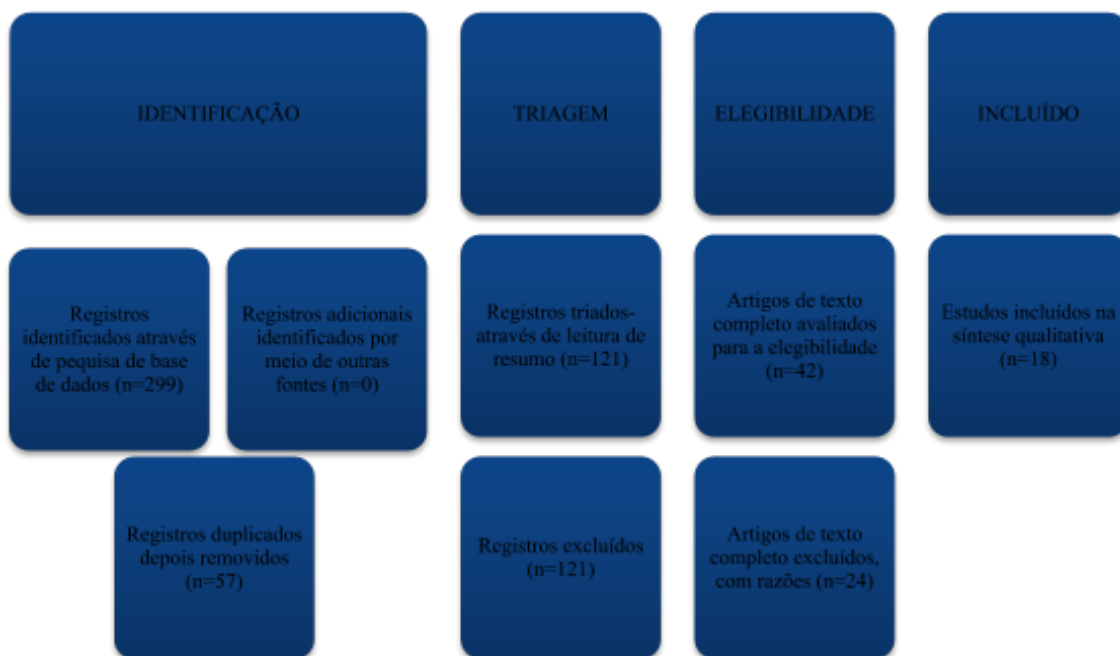 IDENTIFICAÇÃO
TRIAGEM
ELEGIBILIDADE
INCLUÍDO
Registros
identificados através
de pequisa de base
de dados (n=299)
Registros adicionais
identificados por
meio de outras
fontes (n=0)
Registros triados-
através de leitura de
resumo (n=121)
Artigos de texto
completo avaliados
para a elegibilidade
(n=42)
Estudos incluídos na
síntese qualitativa
(n=18)
Registros duplicados
depois removidos
(n=57)
Registros excluídos
(n=121)
Artigos de texto
completo excluídos,
com razões (n=24)